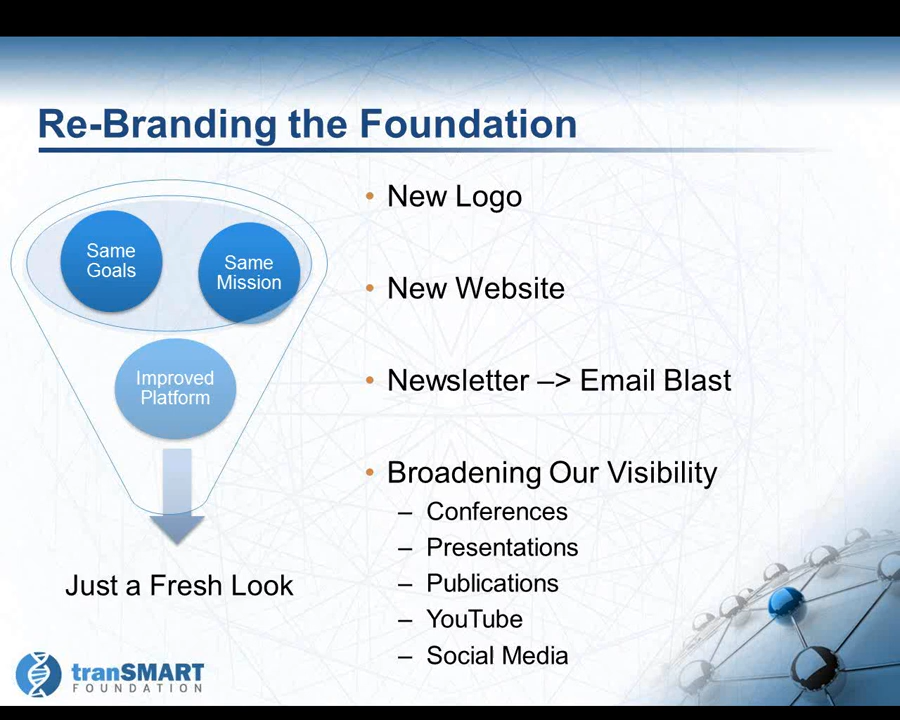 Re-Branding the Foundation
Same
Goals
Same
Mission
Improved
Platform
Just a Fresh Look
• New Logo
• New Website
• Newsletter –> Email Blast
• Broadening Our Visibility
– Conferences
– Presentations
– Publications
– YouTube
– Social Media
tranSMART
FOUNDATION